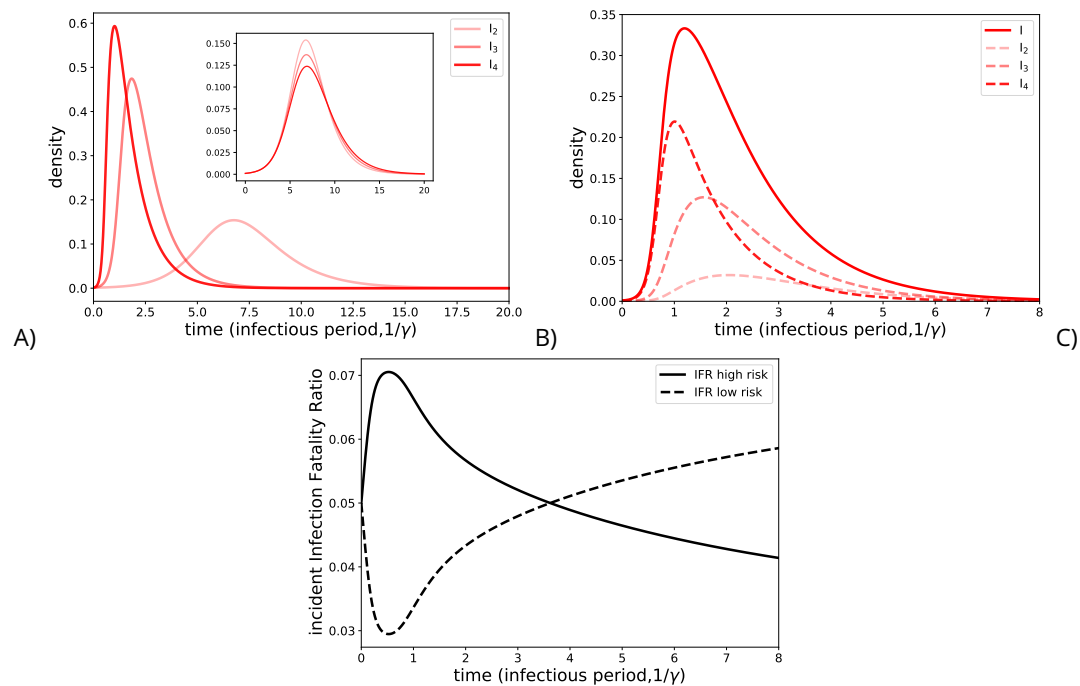 0.6
0.5
0.4
0.3
0.2
0.1
0.0
density
0.0 2.5 5.0 7.5 10.0 12.5 15.0 17.5 20.0
time (infectious period,1/γ)
I₂
I₃
I₄
0.150
0.125
0.100
0.075
0.050
0.025
0.000
0 5 10 15 20
A)
0.35
0.30
0.25
0.20
0.15
0.10
0.05
0.00
density
0 1 2 3 4 5 6 7 8
time (infectious period,1/γ)
I
I₂
I₃
I₄
B)
C)
0.07
0.06
0.05
0.04
0.03
incident Infection Fatality Ratio
IFR high risk
IFR low risk
0 1 2 3 4 5 6 7 8
time (infectious period,1/γ)